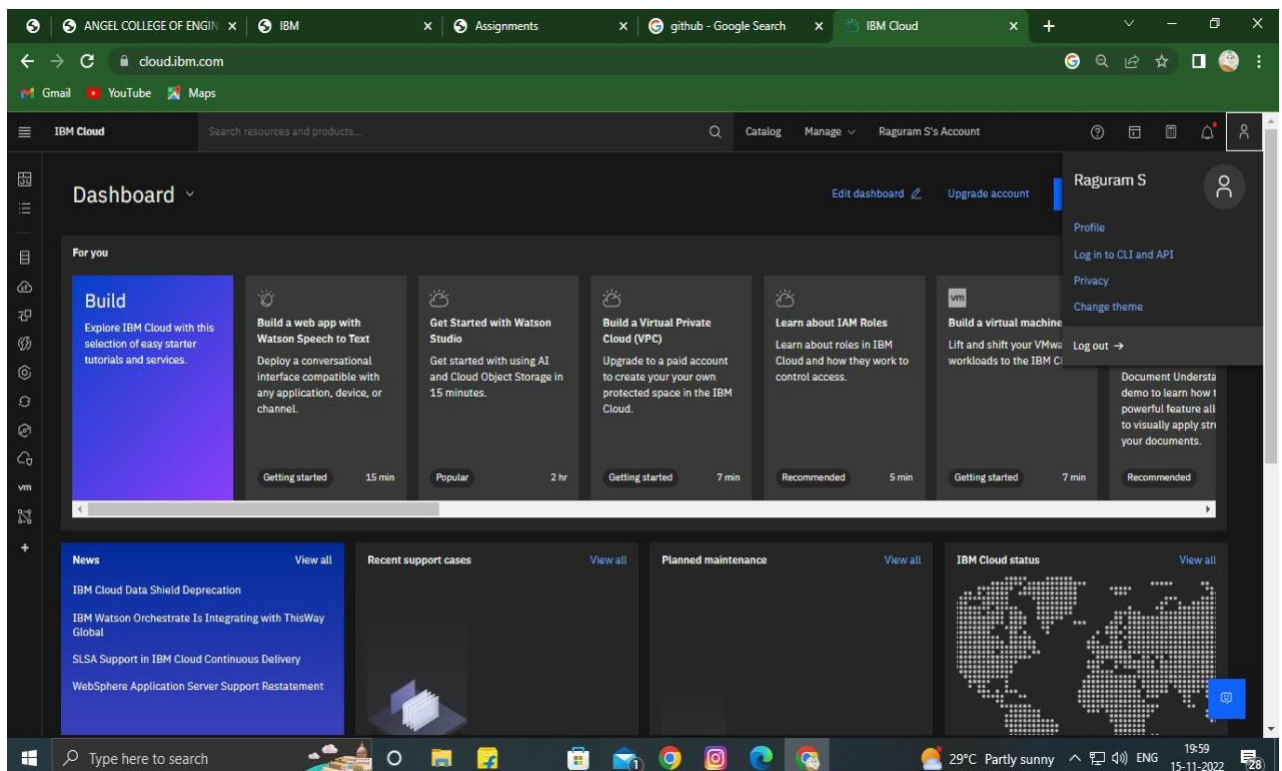 ANGEL COLLEGE OF ENGIN
IBM
Assignments
github - Google Search
IBM Cloud
cloud.ibm.com
Gmail
YouTube
Maps
IBM Cloud
Search resources and products...
Catalog
Manage
Raguram S's Account
Dashboard
Edit dashboard
Upgrade account
Raguram S
Profile
Log in to CLI and API
Privacy
Change theme
Log out →
For you
Build
Explore IBM Cloud with this
selection of easy starter
tutorials and services.
Build a web app with
Watson Speech to Text
Deploy a conversational
interface compatible with
any application, device, or
channel.
Getting started 15 min
Get Started with Watson
Studio
Get started with using AI
and Cloud Object Storage in
15 minutes.
Popular 2 hr
Build a Virtual Private
Cloud (VPC)
Upgrade to a paid account
to create your your own
protected space in the IBM
Cloud.
Getting started 7 min
Learn about IAM Roles
Learn about roles in IBM
Cloud and how they work to
control access.
Recommended 5 min
vm
Build a virtual machine
Lift and shift your VMwa
workloads to the IBM Cl
Getting started 7 min
Document Understa
demo to learn how t
powerful feature all
to visually apply stru
your documents.
Recommended
vm
News View all
IBM Cloud Data Shield Deprecation
IBM Watson Orchestrate Is Integrating with ThisWay
Global
SLSA Support in IBM Cloud Continuous Delivery
WebSphere Application Server Support Restatement
Recent support cases View all
Planned maintenance View all
IBM Cloud status View all
Type here to search
29°C Partly sunny
ENG
19:59
15-11-2022
28